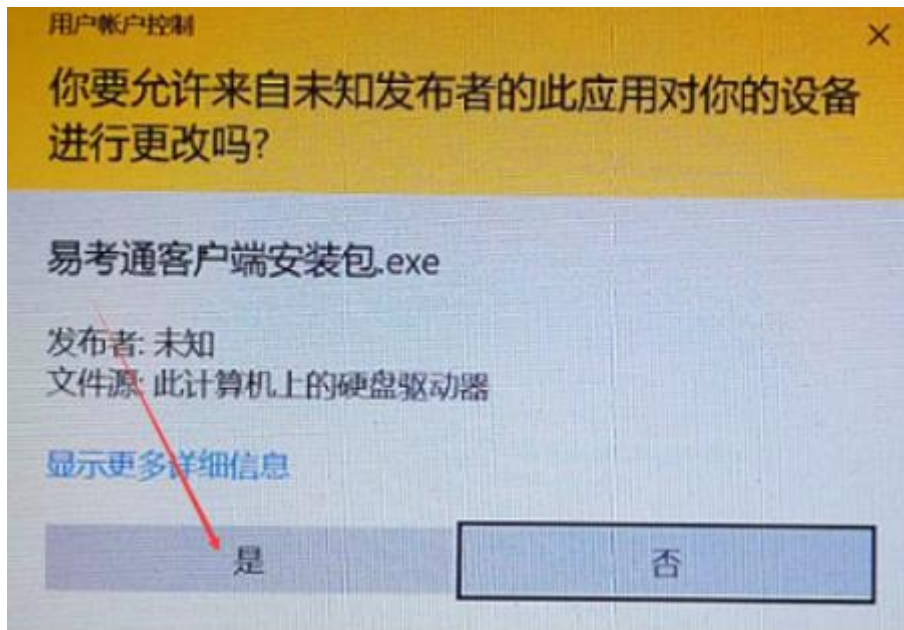 用户帐户控制
×
你要允许来自未知发布者的此应用对你的设备
进行更改吗?
易考通客户端安装包.exe
发布者: 未知
文件源: 此计算机上的硬盘驱动器
显示更多详细信息
是
否